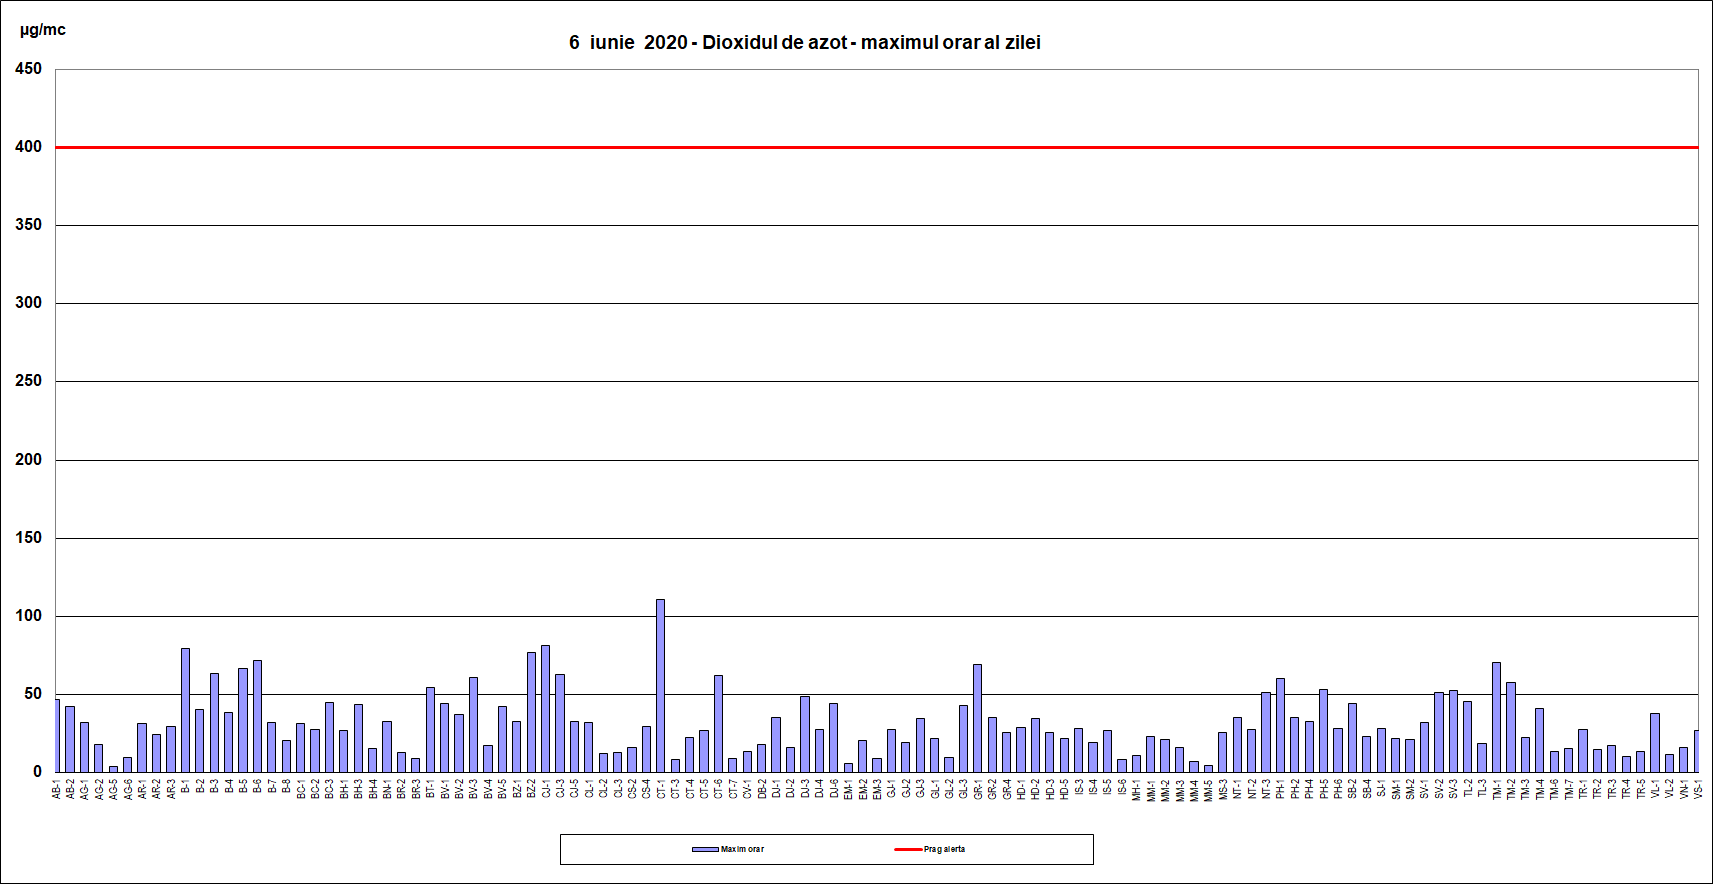 µg/mc
6 iunie 2020 - Dioxidul de azot - maximul orar al zilei
450
400
350
300
250
200
150
100
50
0
AB-1 AB-2 AG-1 AG-2 AG-5 AG-6 AR-1 AR-2 AR-3 B-1 B-2 B-3 B-4 B-5 B-6 B-7 B-8 BC-1 BC-2 BC-3 BH-1 BH-3 BH-4 BN-1 BR-2 BR-3 BT-1 BV-1 BV-2 BV-3 BV-4 BV-5 BZ-1 BZ-2 CJ-1 CJ-3 CJ-5 CL-1 CL-2 CL-3 CS-2 CS-4 CT-1 CT-3 CT-4 CT-5 CT-6 CT-7 CV-1 DB-2 DJ-1 DJ-2 DJ-3 DJ-4 DJ-6 EM-1 EM-2 EM-3 GJ-1 GJ-2 GJ-3 GL-1 GL-2 GL-3 GR-1 GR-2 GR-4 HD-1 HD-2 HD-3 HD-5 IS-3 IS-4 IS-5 IS-6 MH-1 MM-1 MM-2 MM-3 MM-4 MM-5 MS-3 NT-1 NT-2 NT-3 PH-1 PH-2 PH-4 PH-5 PH-6 SB-2 SB-4 SJ-1 SM-1 SM-2 SV-1 SV-2 SV-3 TL-2 TL-3 TM-1 TM-2 TM-3 TM-4 TM-6 TM-7 TR-1 TR-2 TR-3 TR-4 TR-5 VL-1 VL-2 VN-1 VS-1
Maxim orar
Prag alerta